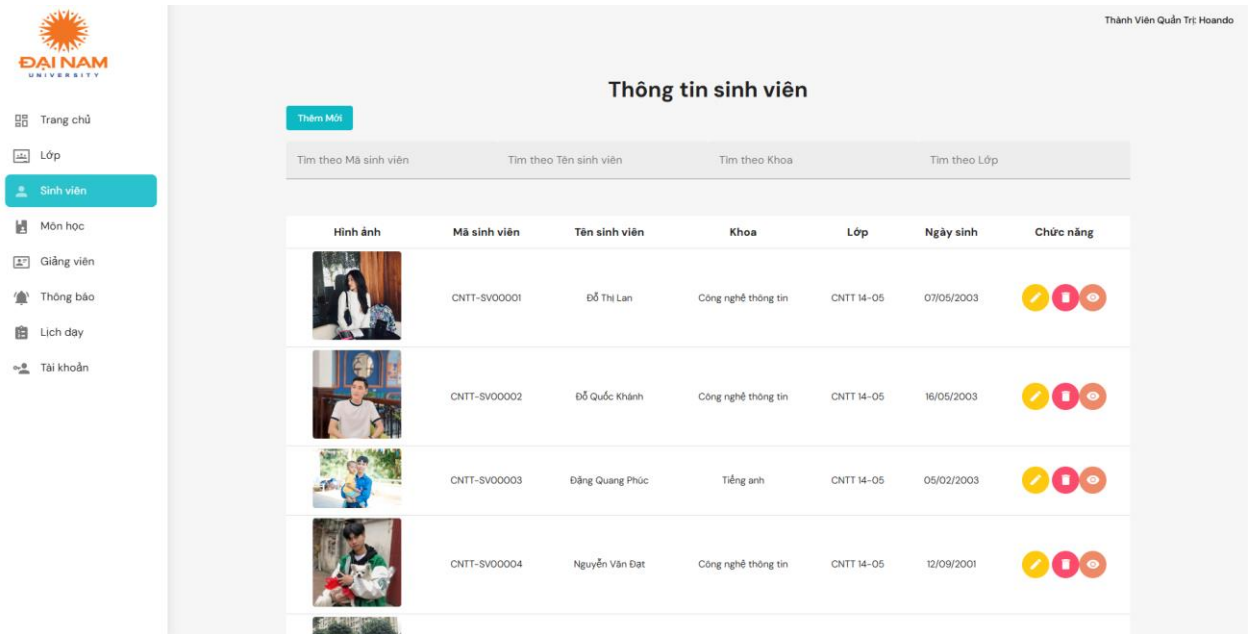 Thành Viên Quản Trị: Hoando
ĐẠI NAM
UNIVERSITY
Trang chủ
Lớp
Sinh viên
Môn học
Giảng viên
Thông báo
Lịch dạy
Tài khoản
Thông tin sinh viên
Thêm Mới
Tìm theo Mã sinh viên Tìm theo Tên sinh viên Tìm theo Khoa Tìm theo Lớp
Hình ảnh Mã sinh viên Tên sinh viên Khoa Lớp Ngày sinh Chức năng
CNTT-SV00001 Đỗ Thị Lan Công nghệ thông tin CNTT 14-05 07/05/2003
CNTT-SV00002 Đỗ Quốc Khánh Công nghệ thông tin CNTT 14-05 16/05/2003
CNTT-SV00003 Đặng Quang Phúc Tiếng anh CNTT 14-05 05/02/2003
CNTT-SV00004 Nguyễn Văn Đạt Công nghệ thông tin CNTT 14-05 12/09/2001